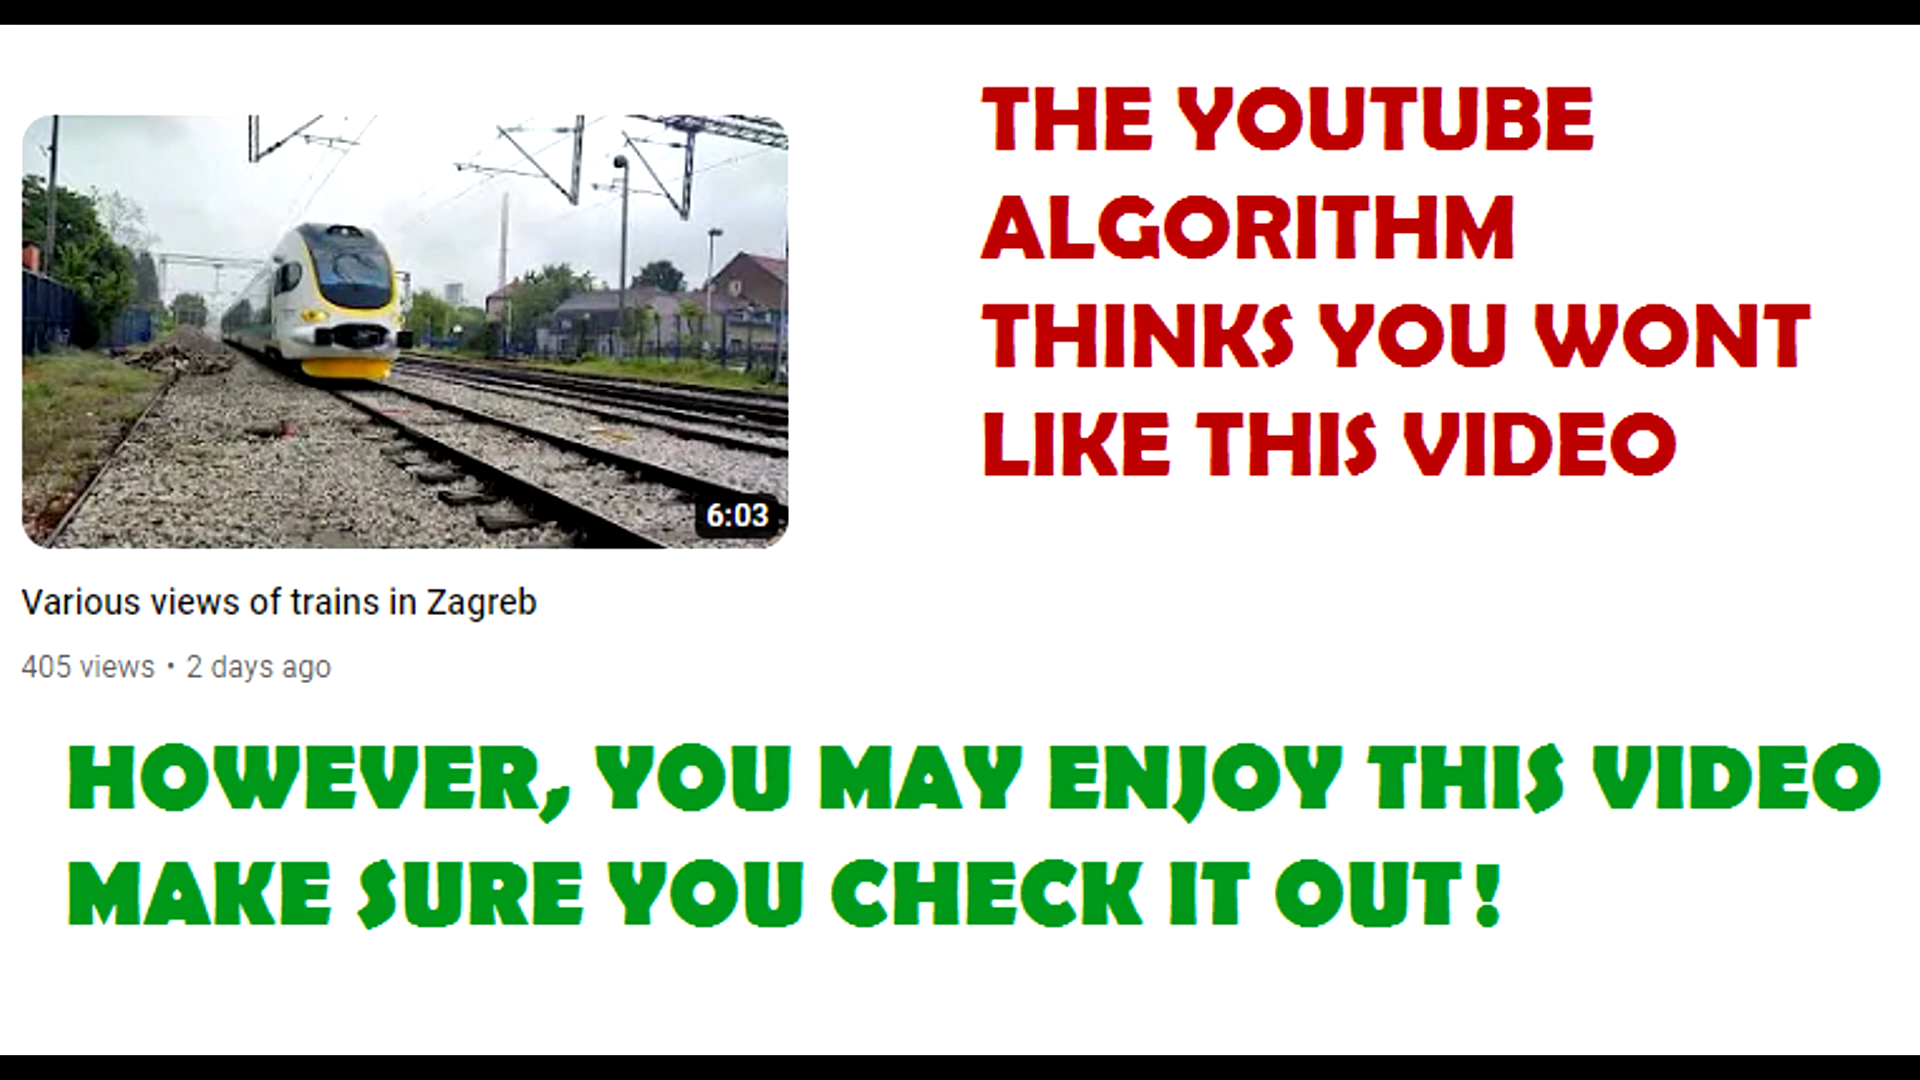 THE YOUTUBE
ALGORITHM
THINKS YOU WONT
LIKE THIS VIDEO
6:03
Various views of trains in Zagreb
405 views • 2 days ago
HOWEVER, YOU MAY ENJOY THIS VIDEO
MAKE SURE YOU CHECK IT OUT!